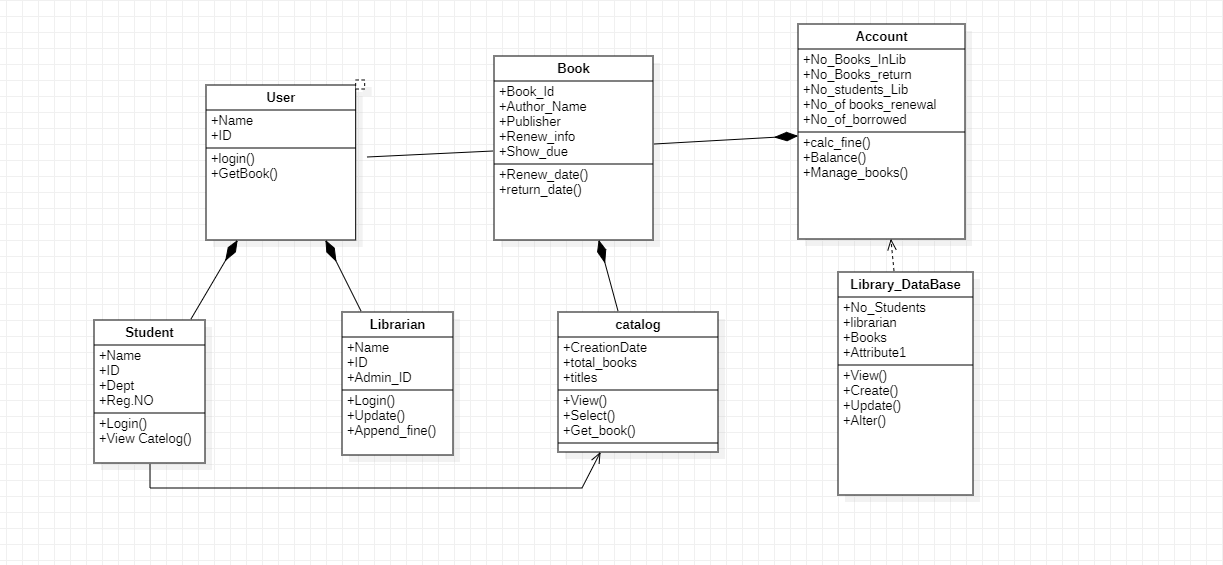 User
+Name
+ID
+login()
+GetBook()
Book
+Book_Id
+Author_Name
+Publisher
+Renew_info
+Show_due
+Renew_date()
+return_date()
Account
+No_Books_InLib
+No_Books_return
+No_students_Lib
+No_of books_renewal
+No_of_borrowed
+calc_fine()
+Balance()
+Manage_books()
Student
+Name
+ID
+Dept
+Reg.NO
+Login()
+View Catelog()
Librarian
+Name
+ID
+Admin_ID
+Login()
+Update()
+Append_fine()
catalog
+CreationDate
+total_books
+titles
+View()
+Select()
+Get_book()
Library_DataBase
+No_Students
+librarian
+Books
+Attribute1
+View()
+Create()
+Update()
+Alter()